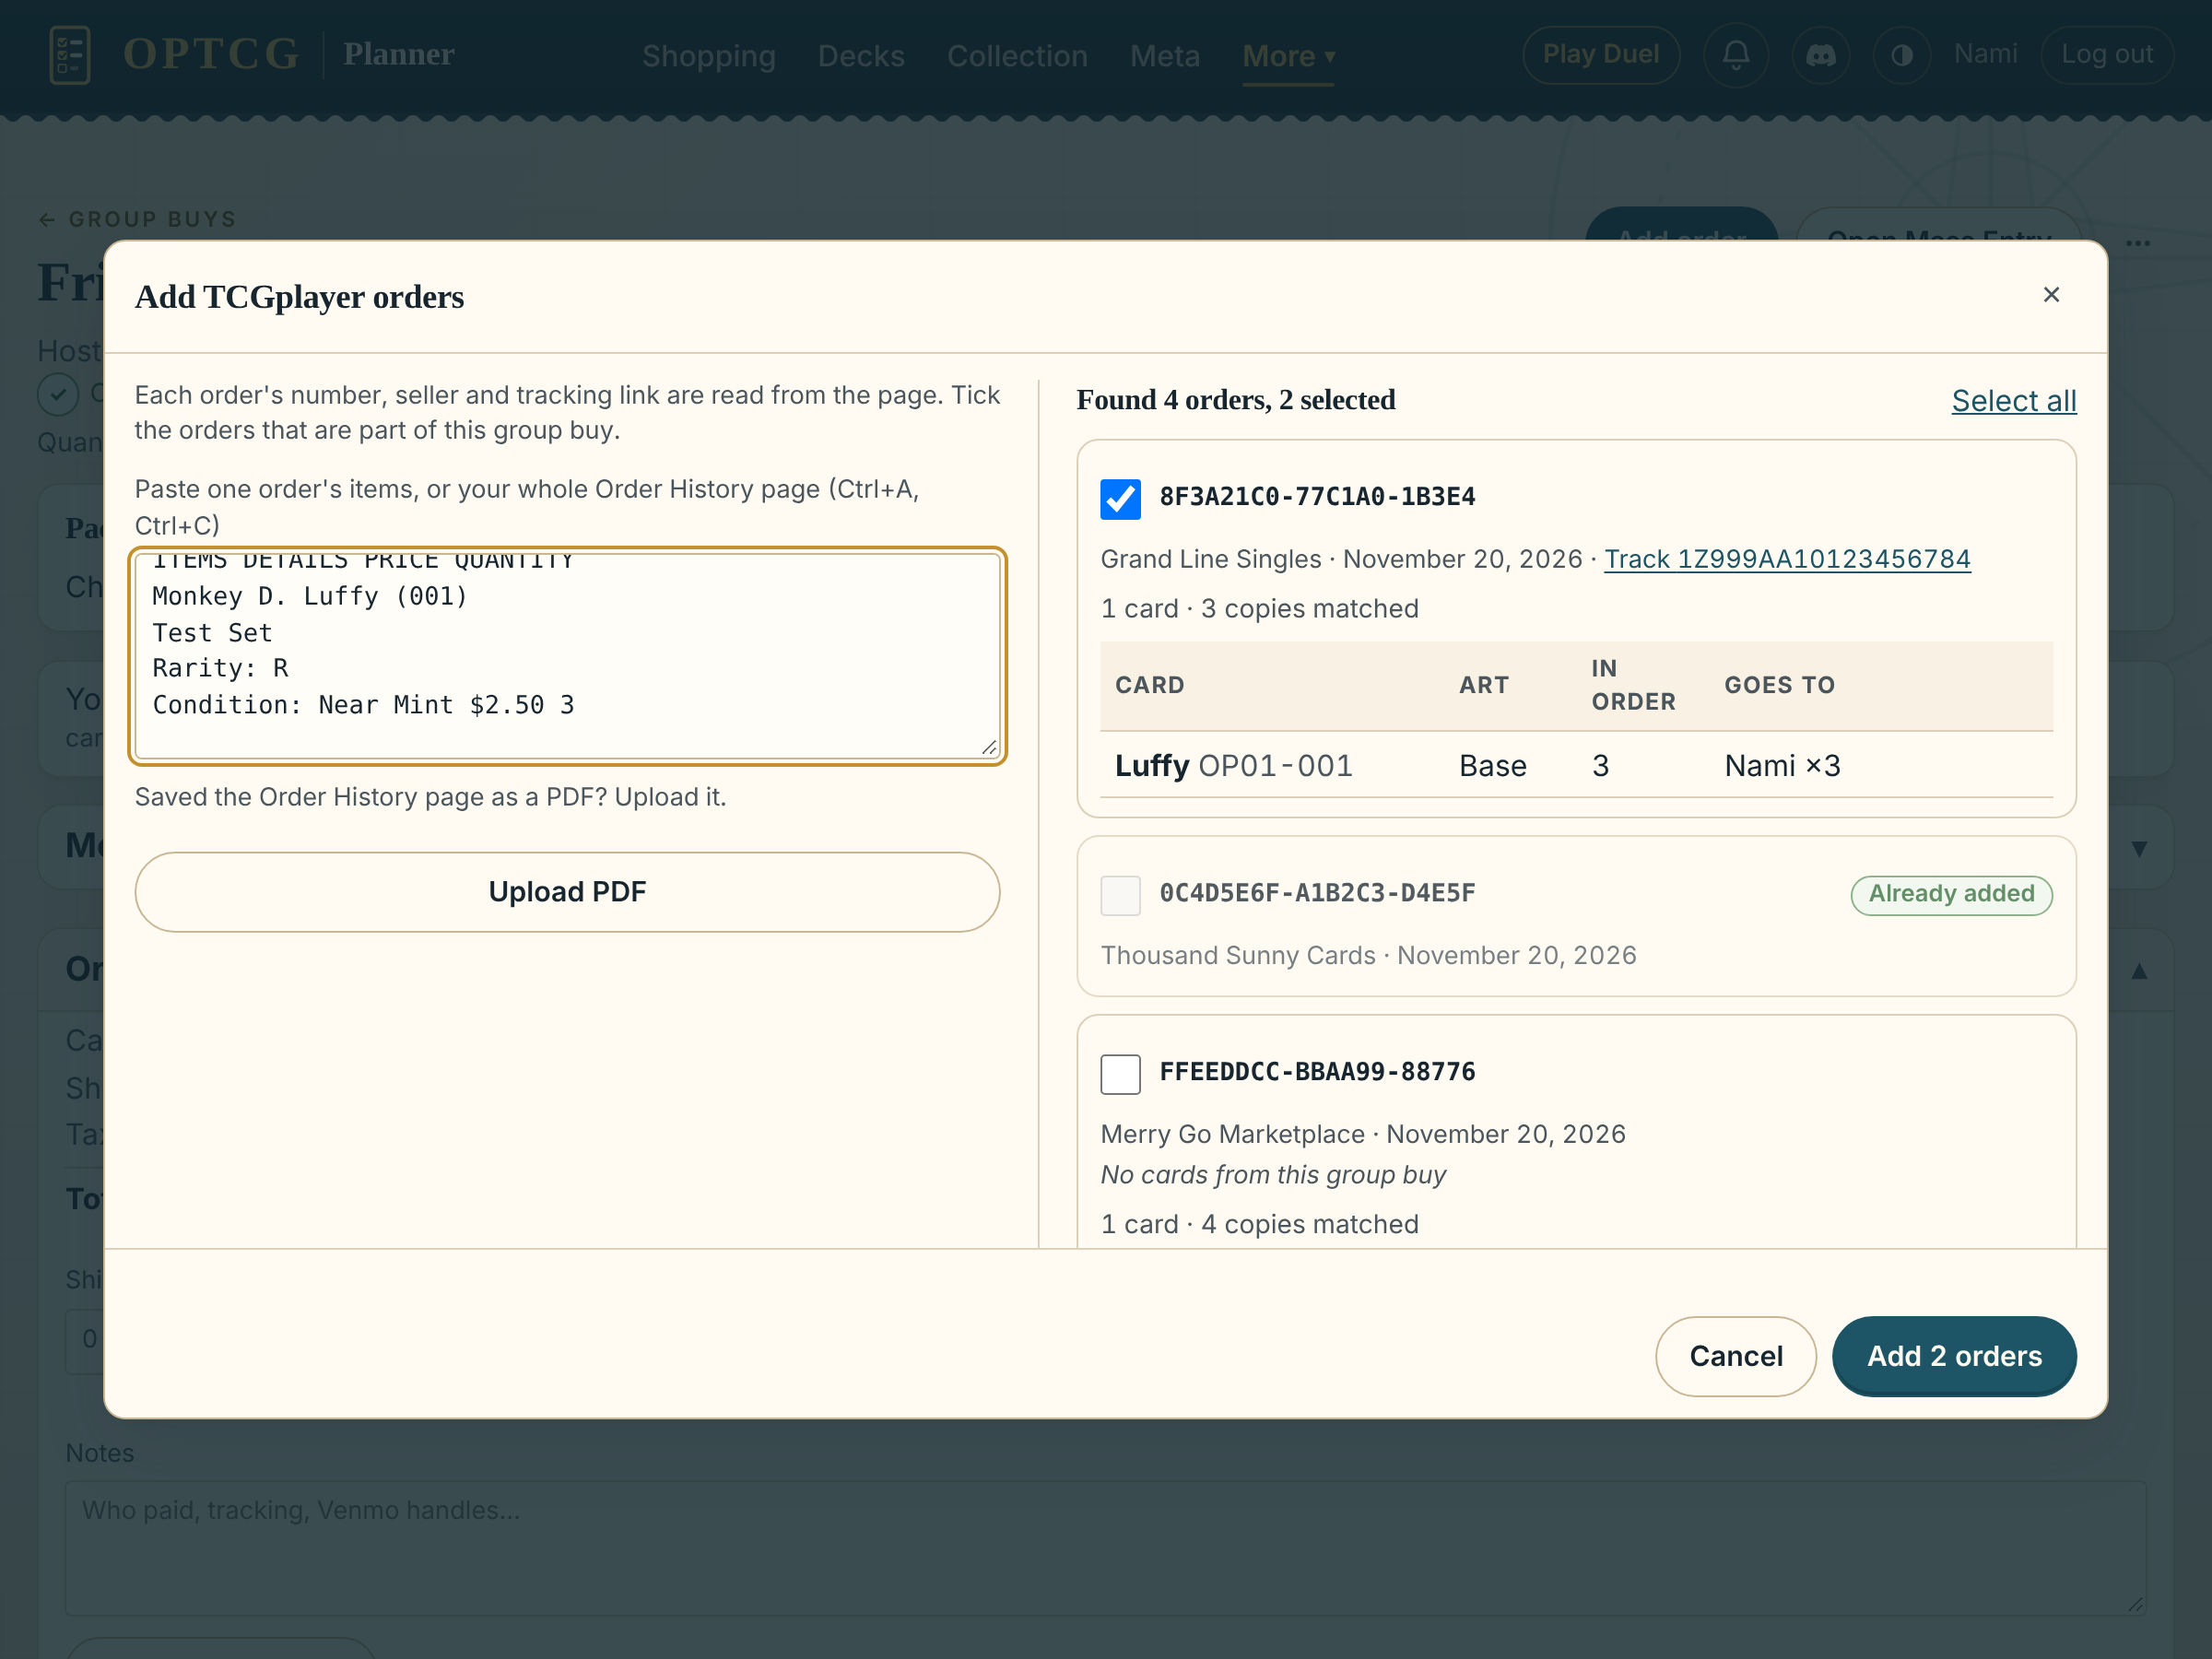 OPTCG Planner Shopping Decks Collection Meta More ▾ Play Duel Nami Log out
← GROUP BUYS
Add TCGplayer orders ×
Each order's number, seller and tracking link are read from the page. Tick
the orders that are part of this group buy.
Paste one order's items, or your whole Order History page (Ctrl+A,
Ctrl+C)
ITEMS DETAILS PRICE QUANTITY
Monkey D. Luffy (001)
Test Set
Rarity: R
Condition: Near Mint $2.50 3
Saved the Order History page as a PDF? Upload it.
Upload PDF
Found 4 orders, 2 selected Select all
8F3A21C0-77C1A0-1B3E4
Grand Line Singles · November 20, 2026 · Track 1Z999AA10123456784
1 card · 3 copies matched
CARD ART IN ORDER GOES TO
Luffy OP01-001 Base 3 Nami ×3
0C4D5E6F-A1B2C3-D4E5F Already added
Thousand Sunny Cards · November 20, 2026
FFEEDDCC-BBAA99-88776
Merry Go Marketplace · November 20, 2026
No cards from this group buy
1 card · 4 copies matched
Cancel Add 2 orders
0
Notes
Who paid, tracking, Venmo handles...